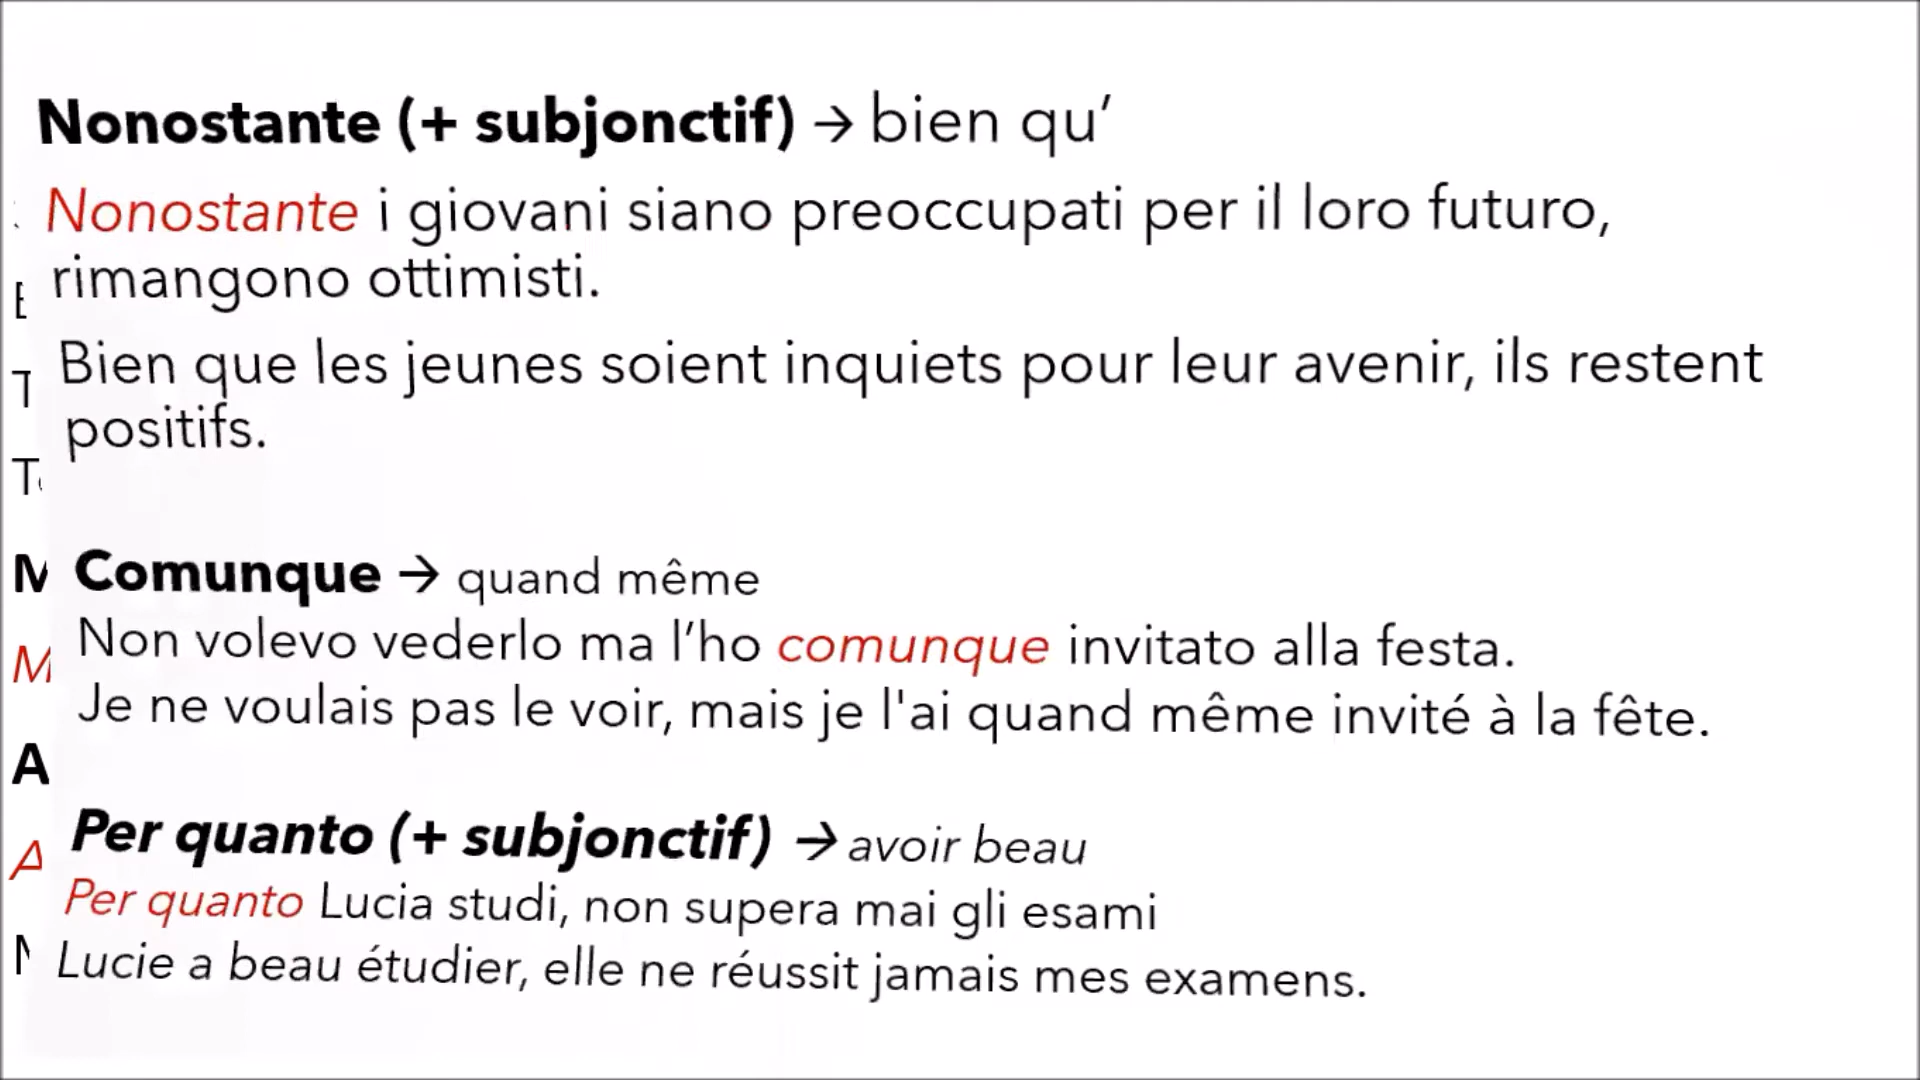 Nonostante (+ subjonctif) → bien qu’
Nonostante i giovani siano preoccupati per il loro futuro,
rimangono ottimisti.
Bien que les jeunes soient inquiets pour leur avenir, ils restent
positifs.
Comunque → quand même
Non volevo vederlo ma l’ho comunque invitato alla festa.
Je ne voulais pas le voir, mais je l'ai quand même invité à la fête.
Per quanto (+ subjonctif) → avoir beau
Per quanto Lucia studi, non supera mai gli esami
Lucie a beau étudier, elle ne réussit jamais mes examens.